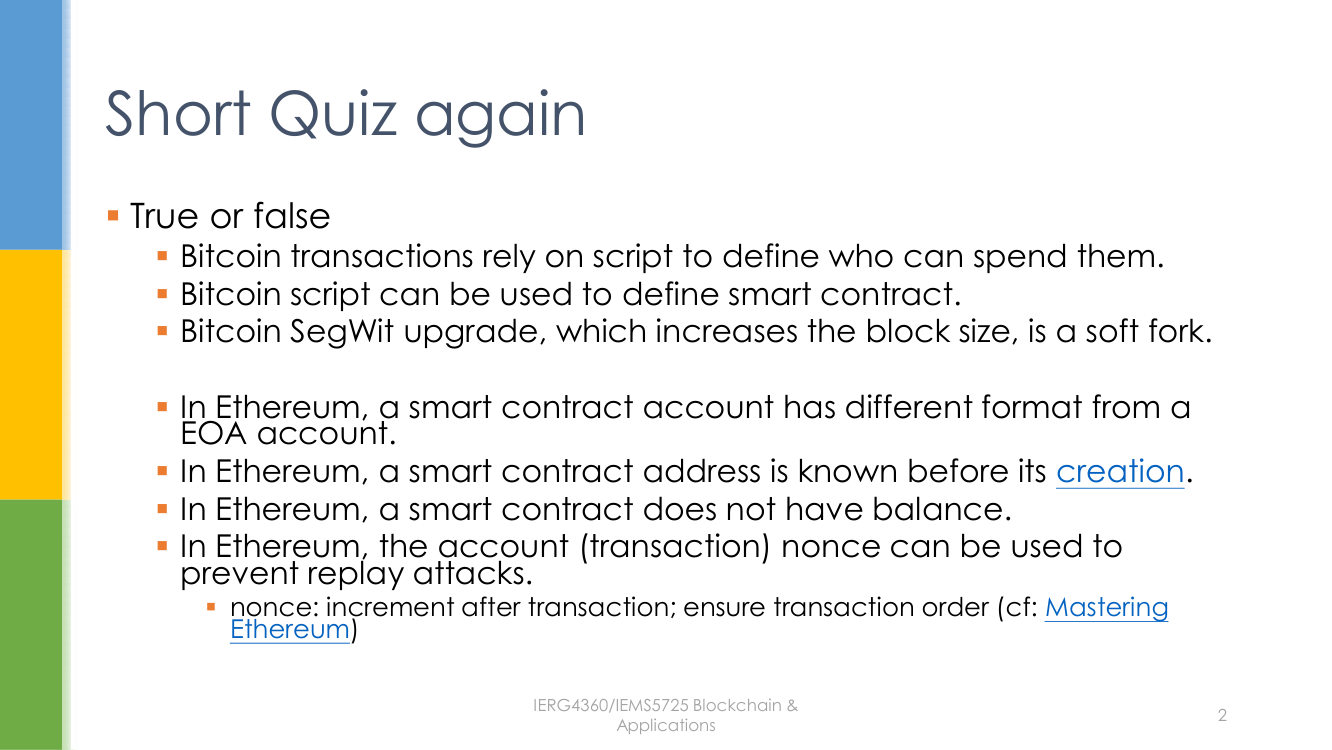 Short Quiz again
True or false
Bitcoin transactions rely on script to define who can spend them.
Bitcoin script can be used to define smart contract.
Bitcoin SegWit upgrade, which increases the block size, is a soft fork.
In Ethereum, a smart contract account has different format from a
EOA account.
In Ethereum, a smart contract address is known before its creation.
In Ethereum, a smart contract does not have balance.
In Ethereum, the account (transaction) nonce can be used to
prevent replay attacks.
nonce: increment after transaction; ensure transaction order (cf: Mastering
Ethereum)
IERG4360/IEMS5725 Blockchain &
Applications
2